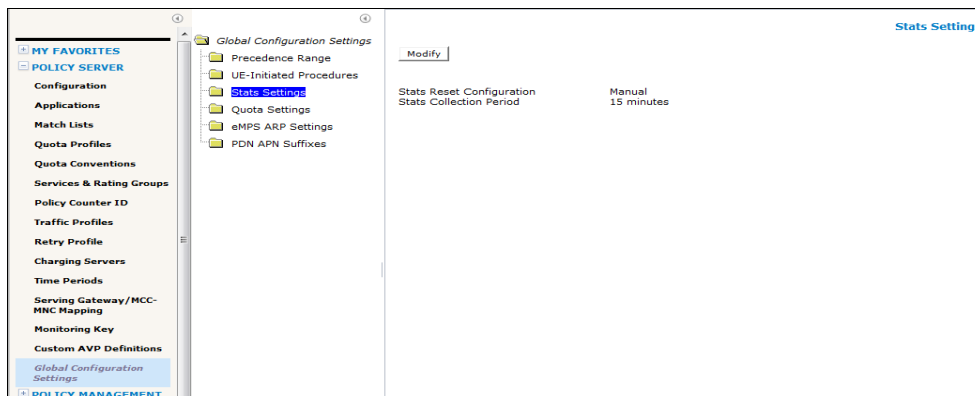 MY FAVORITES
POLICY SERVER
Configuration
Applications
Match Lists
Quota Profiles
Quota Conventions
Services & Rating Groups
Policy Counter ID
Traffic Profiles
Retry Profile
Charging Servers
Time Periods
Serving Gateway/MCC-
MNC Mapping
Monitoring Key
Custom AVP Definitions
Global Configuration
Settings
POLICY MANAGEMENT
Global Configuration Settings
Precedence Range
UE-Initiated Procedures
Stats Settings
Quota Settings
eMPS ARP Settings
PDN APN Suffixes
Stats Setting
Modify
Stats Reset Configuration Manual
Stats Collection Period 15 minutes